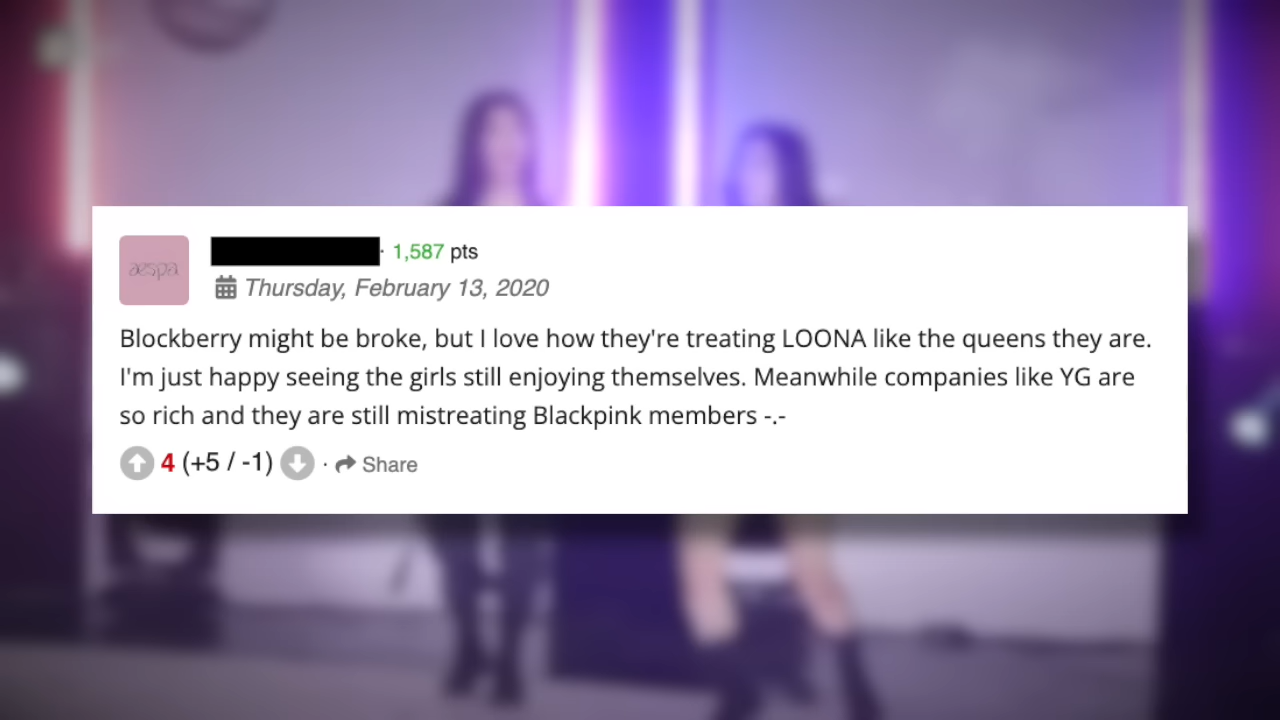 aespa
· 1,587 pts
Thursday, February 13, 2020
Blockberry might be broke, but I love how they're treating LOONA like the queens they are.
I'm just happy seeing the girls still enjoying themselves. Meanwhile companies like YG are
so rich and they are still mistreating Blackpink members -.-
4 (+5 / -1) · Share